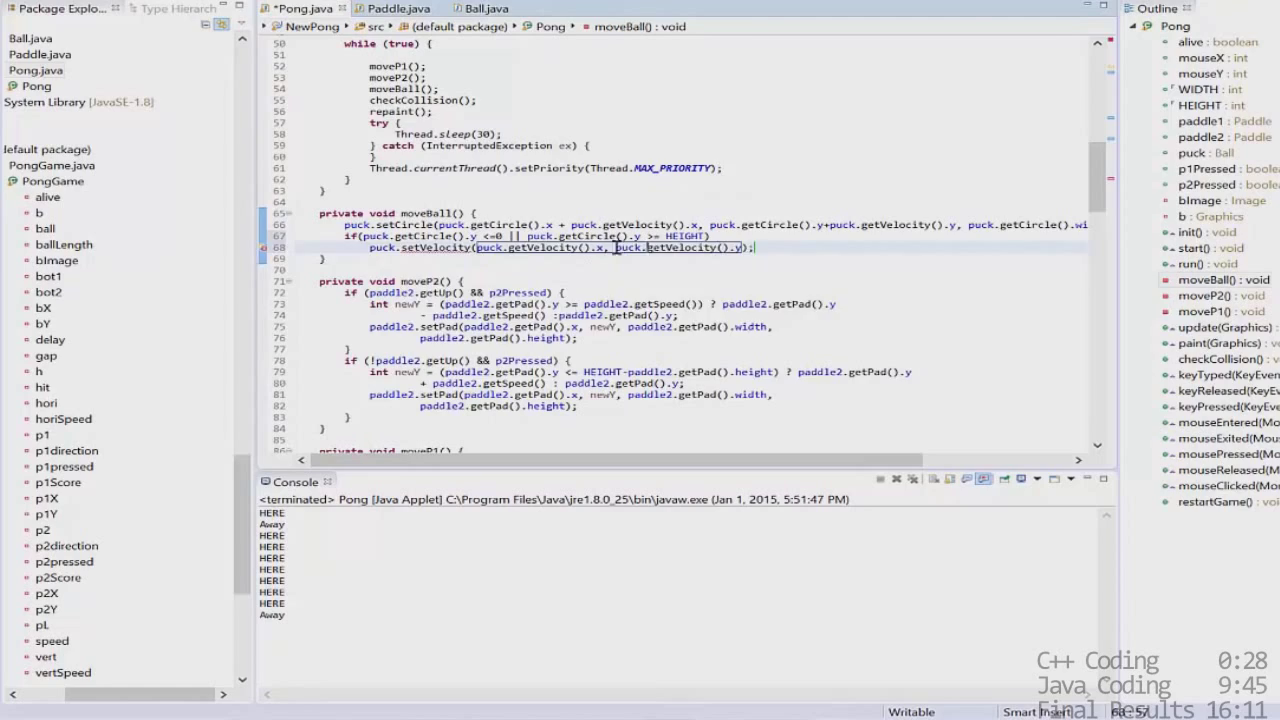 Package Explo...
Type Hierarch
Ball.java
Paddle.java
Pong.java
Pong
System Library [JavaSE-1.8]
default package)
PongGame.java
PongGame
alive
b
ball
ballLength
bImage
bot1
bot2
bX
bY
delay
gap
h
hit
hori
horiSpeed
p1
p1direction
p1pressed
p1Score
p1X
p1Y
p2
p2direction
p2pressed
p2Score
p2X
p2Y
pL
speed
vert
vertSpeed
*Pong.java
Paddle.java
Ball.java
NewPong
src
(default package)
Pong
moveBall() : void
50 while (true) {
51
52 moveP1();
53 moveP2();
54 moveBall();
55 checkCollision();
56 repaint();
57 try {
58 Thread.sleep(30);
59 } catch (InterruptedException ex) {
60 }
61 Thread.currentThread().setPriority(Thread.MAX_PRIORITY);
62 }
63 }
64
65 private void moveBall() {
66 puck.setCircle(puck.getCircle().x + puck.getVelocity().x, puck.getCircle().y+puck.getVelocity().y, puck.getCircle().wi
67 if(puck.getCircle().y <=0 || puck.getCircle().y >= HEIGHT)
68 puck.setVelocity(puck.getVelocity().x, puck.getVelocity().y);
69 }
70
71 private void moveP2() {
72 if (paddle2.getUp() && p2Pressed) {
73 int newY = (paddle2.getPad().y >= paddle2.getSpeed()) ? paddle2.getPad().y
74 - paddle2.getSpeed() :paddle2.getPad().y;
75 paddle2.setPad(paddle2.getPad().x, newY, paddle2.getPad().width,
76 paddle2.getPad().height);
77 }
78 if (!paddle2.getUp() && p2Pressed) {
79 int newY = (paddle2.getPad().y <= HEIGHT-paddle2.getPad().height) ? paddle2.getPad().y
80 + paddle2.getSpeed() : paddle2.getPad().y;
81 paddle2.setPad(paddle2.getPad().x, newY, paddle2.getPad().width,
82 paddle2.getPad().height);
83 }
84 }
85
86 private void moveP1() {
Console
<terminated> Pong [Java Applet] C:\Program Files\Java\jre1.8.0_25\bin\javaw.exe (Jan 1, 2015, 5:51:47 PM)
HERE
Away
HERE
HERE
HERE
HERE
HERE
HERE
HERE
Away
Outline
Pong
alive : boolean
mouseX : int
mouseY : int
WIDTH : int
HEIGHT : int
paddle1 : Paddle
paddle2 : Paddle
puck : Ball
p1Pressed : boolean
p2Pressed : boolean
bImage : Image
b : Graphics
init() : void
start() : void
run() : void
moveBall() : void
moveP2() : void
moveP1() : void
update(Graphics)
paint(Graphics)
checkCollision()
keyTyped(KeyEven
keyReleased(KeyE
keyPressed(KeyEv
mouseEntered(Mou
mouseExited(Mou
mousePressed(Mo
mouseReleased(M
mouseClicked(Mou
restartGame() : vo
C++ Coding 0:28
Java Coding 9:45
Final Results 16:11
Writable
Smart Insert